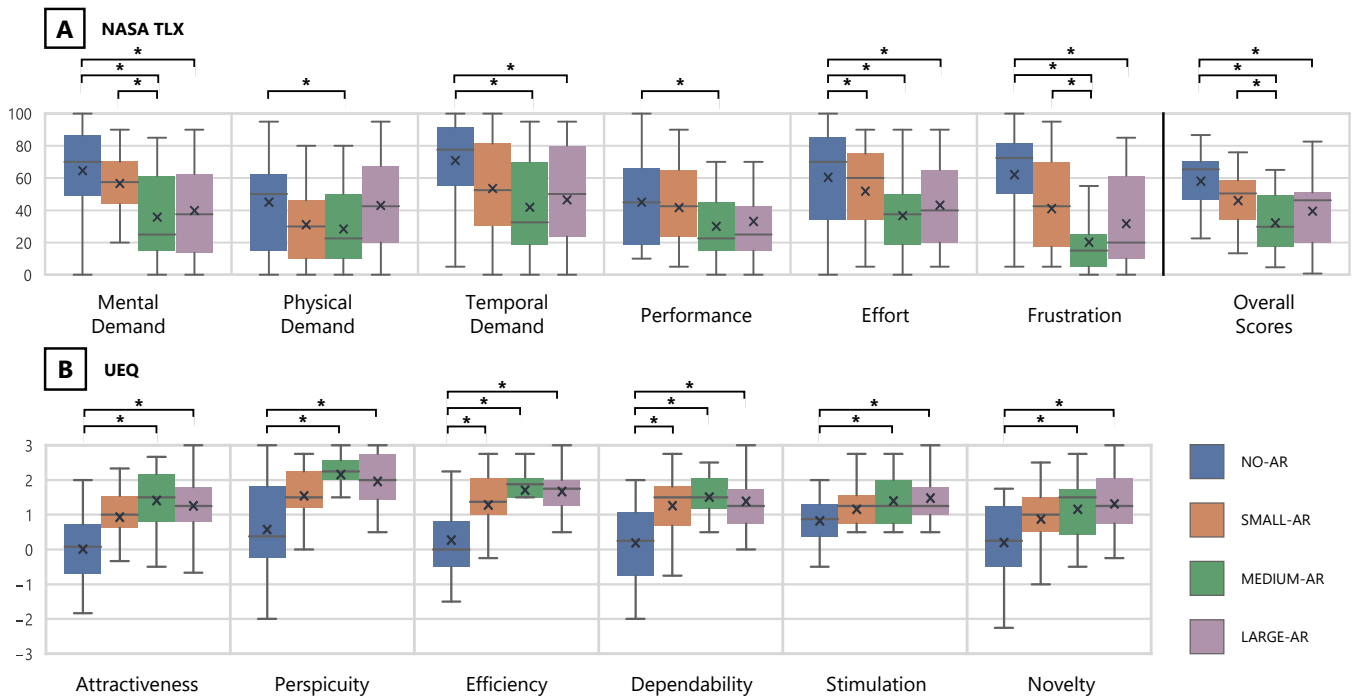 A NASA TLX
* * * * * * * * * * * * * * * * * *
100
80
60
40
20
0
Mental
Demand
Physical
Demand
Temporal
Demand
Performance
Effort
Frustration
Overall
Scores
B UEQ
* * * * * * * * * * * * * *
3
2
1
0
−1
−2
−3
NO-AR
SMALL-AR
MEDIUM-AR
LARGE-AR
Attractiveness
Perspicuity
Efficiency
Dependability
Stimulation
Novelty